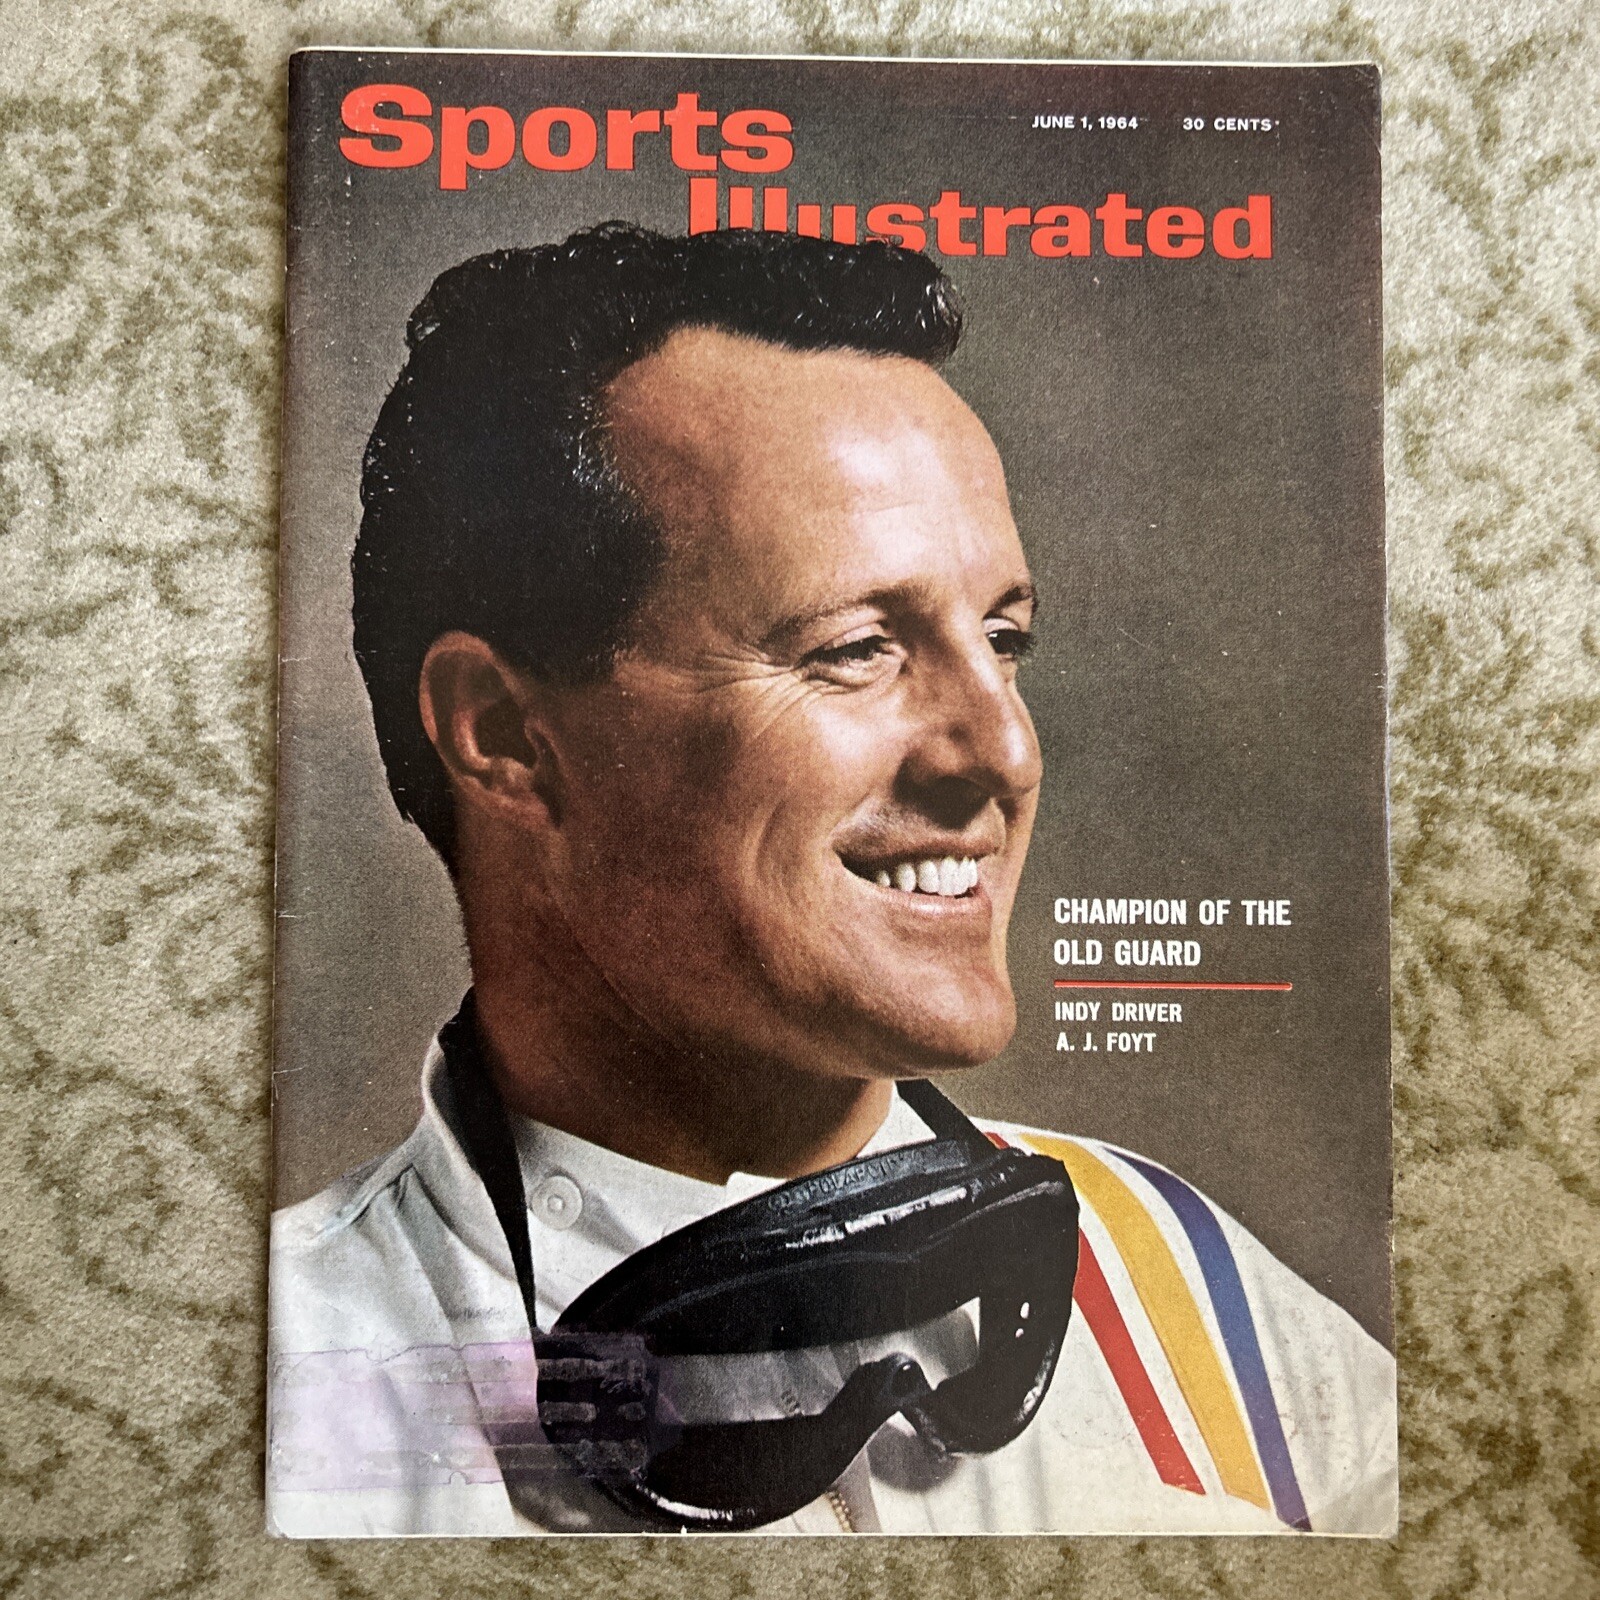 Sports
Illustrated
JUNE 1, 1964 30 CENTS
CHAMPION OF THE
OLD GUARD
INDY DRIVER
A. J. FOYT